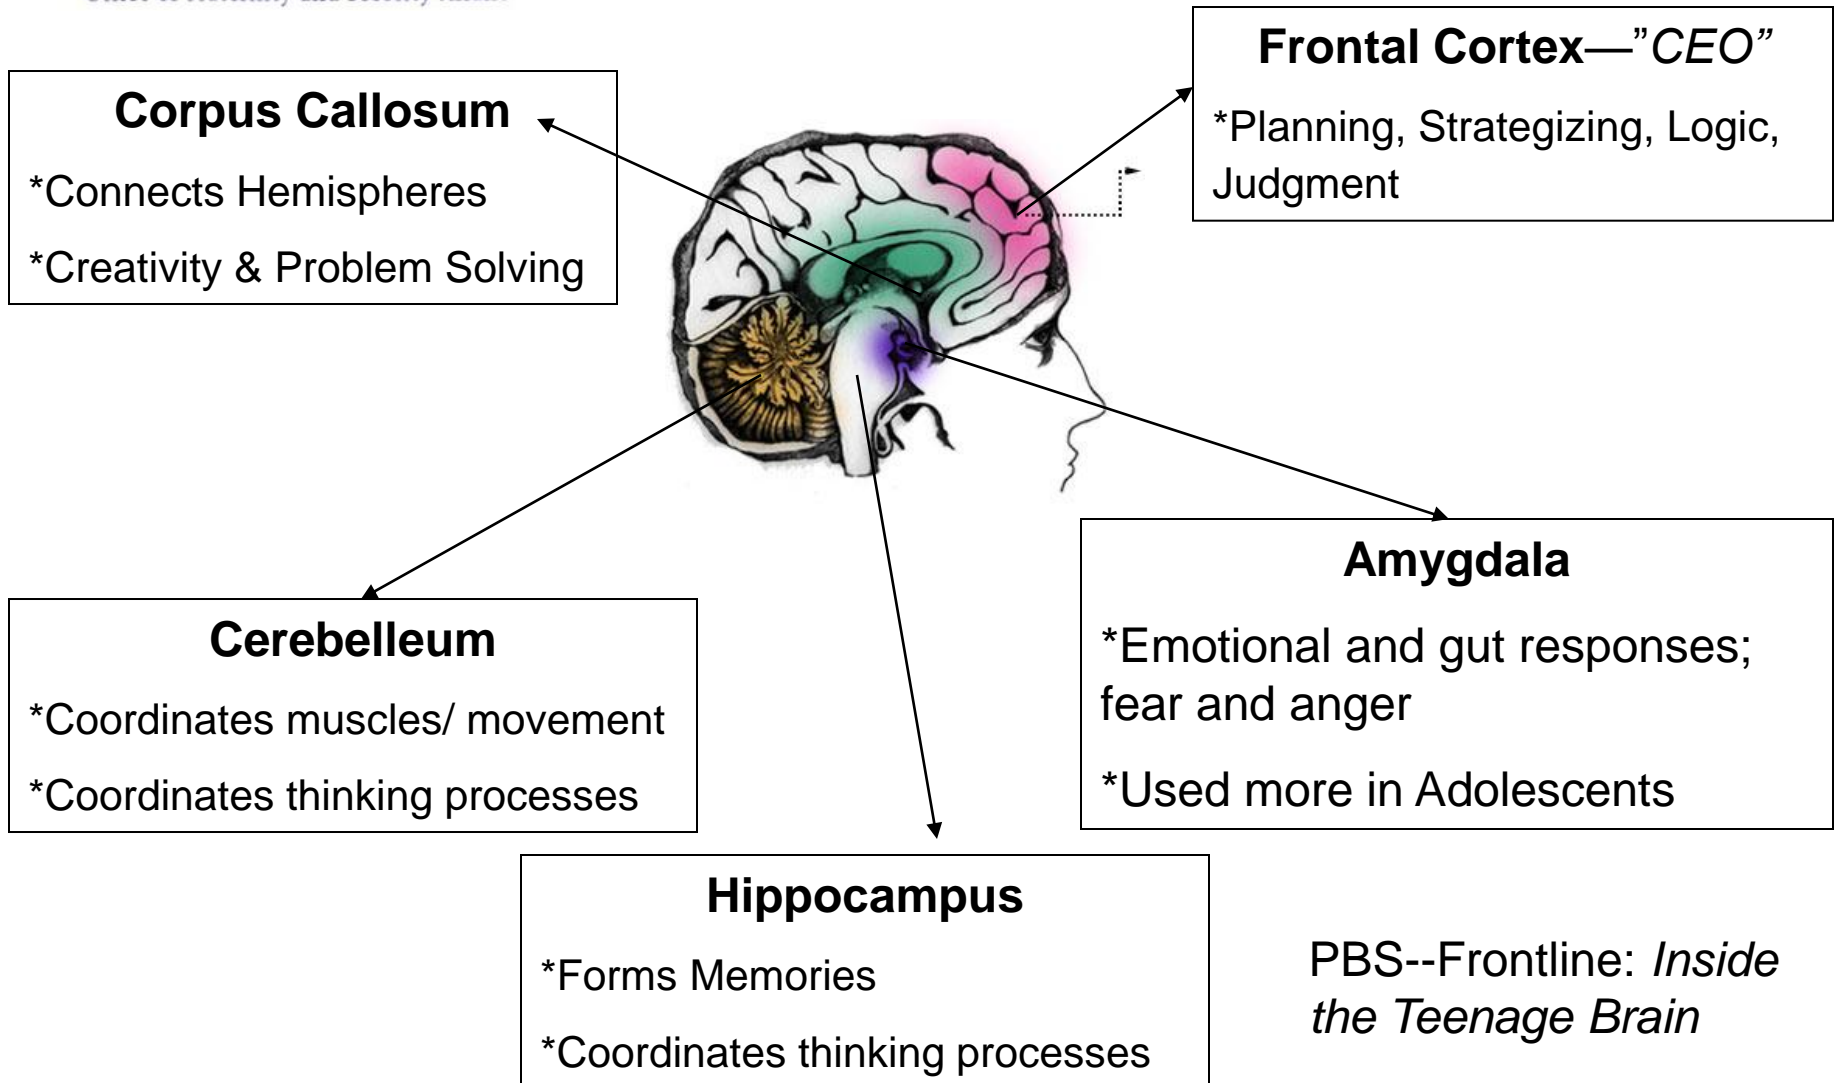 Frontal Cortex—"CEO"
*Planning, Strategizing, Logic,
Judgment
Corpus Callosum
*Connects Hemispheres
*Creativity & Problem Solving
Cerebelleum
*Coordinates muscles/ movement
*Coordinates thinking processes
Amygdala
*Emotional and gut responses;
fear and anger
*Used more in Adolescents
Hippocampus
*Forms Memories
*Coordinates thinking processes
PBS--Frontline: Inside
the Teenage Brain